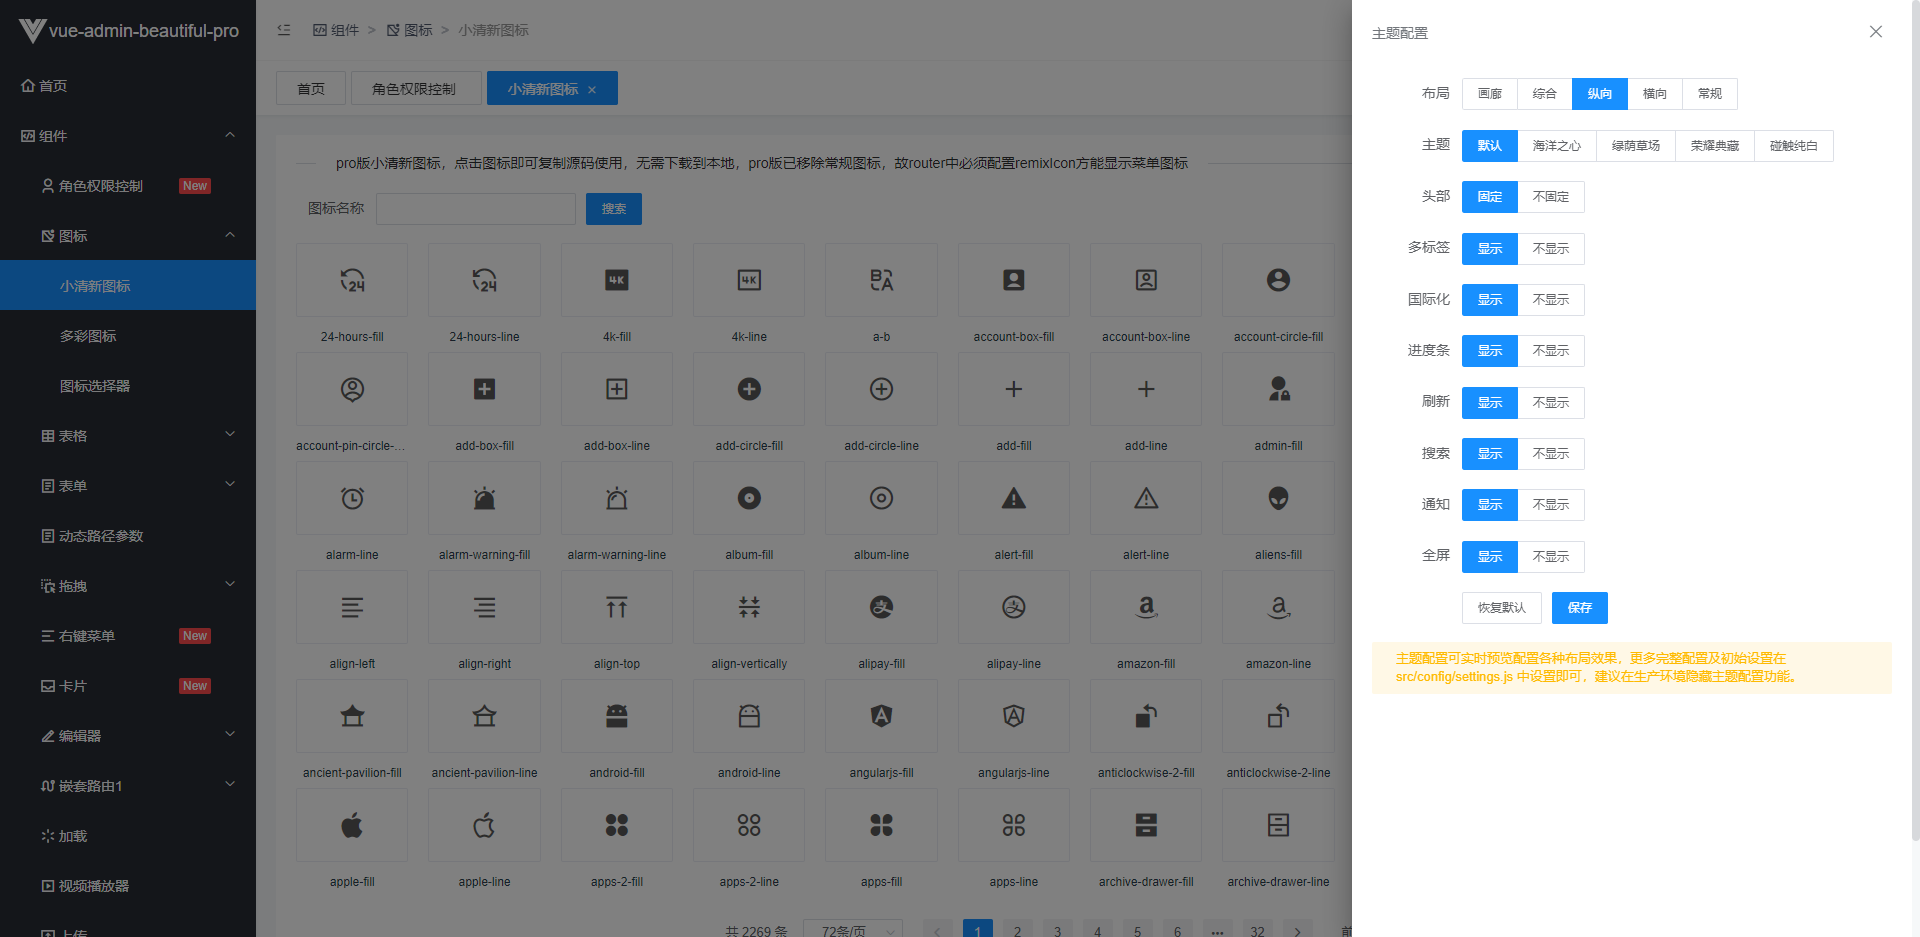 vue-admin-beautiful-pro
首页
组件
角色权限控制 New
图标
小清新图标
多彩图标
图标选择器
表格
表单
动态路径参数
拖拽
右键菜单 New
卡片 New
编辑器
嵌套路由1
加载
视频播放器
上传
组件 > 图标 > 小清新图标
首页 角色权限控制 小清新图标
pro版小清新图标，点击图标即可复制源码使用，无需下载到本地，pro版已移除常规图标，故router中必须配置remixIcon方能显示菜单图标
图标名称 搜索
24-hours-fill 24-hours-line 4k-fill 4k-line a-b account-box-fill account-box-line account-circle-fill
account-pin-circle-... add-box-fill add-box-line add-circle-fill add-circle-line add-fill add-line admin-fill
alarm-line alarm-warning-fill alarm-warning-line album-fill album-line alert-fill alert-line aliens-fill
align-left align-right align-top align-vertically alipay-fill alipay-line amazon-fill amazon-line
ancient-pavilion-fill ancient-pavilion-line android-fill android-line angularjs-fill angularjs-line anticlockwise-2-fill anticlockwise-2-line
apple-fill apple-line apps-2-fill apps-2-line apps-fill apps-line archive-drawer-fill archive-drawer-line
共 2269 条 72条/页 1 2 3 4 5 6 ••• 32 前
主题配置
布局 画廊 综合 纵向 横向 常规
主题 默认 海洋之心 绿荫草场 荣耀典藏 碰触纯白
头部 固定 不固定
多标签 显示 不显示
国际化 显示 不显示
进度条 显示 不显示
刷新 显示 不显示
搜索 显示 不显示
通知 显示 不显示
全屏 显示 不显示
恢复默认 保存
主题配置可实时预览配置各种布局效果，更多完整配置及初始设置在
src/config/settings.js 中设置即可，建议在生产环境隐藏主题配置功能。